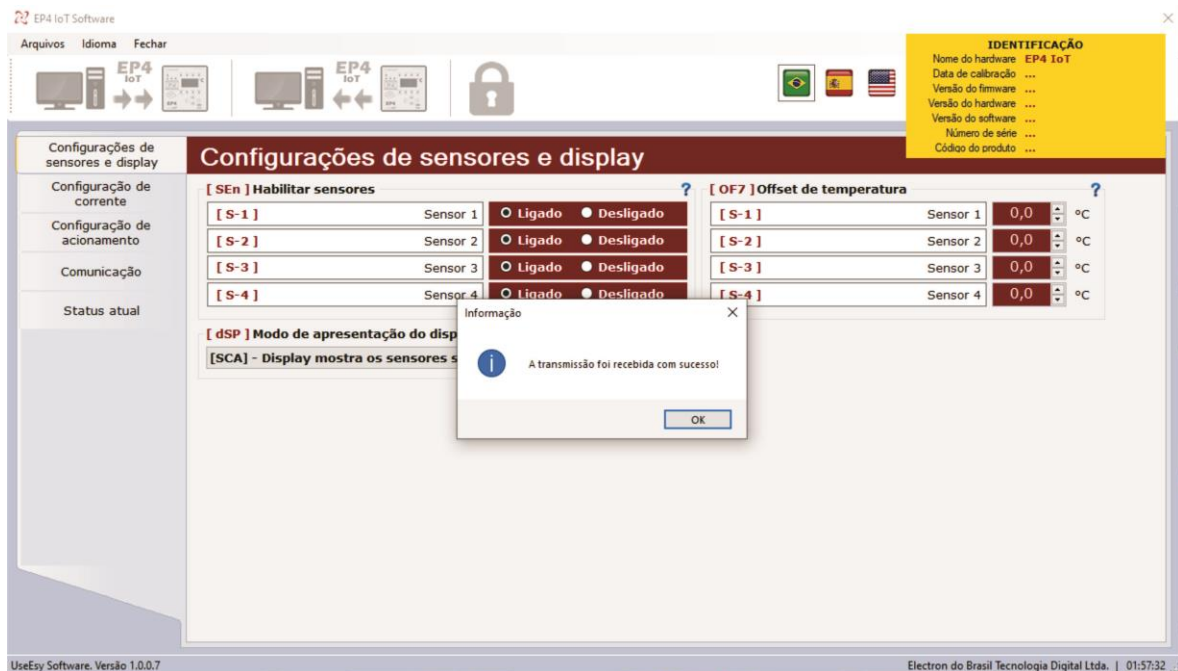 EP4 IoT Software
Arquivos Idioma Fechar
EP4
IoT
EP4
IoT
IDENTIFICAÇÃO
Nome do hardware EP4 IoT
Data de calibração ...
Versão do firmware ...
Versão do hardware ...
Versão do software ...
Número de série ...
Código do produto ...
Configurações de
sensores e display
Configuração de
corrente
Configuração de
acionamento
Comunicação
Status atual
Configurações de sensores e display
[ SEn ] Habilitar sensores ?
[ S-1 ] Sensor 1 Ligado Desligado
[ S-2 ] Sensor 2 Ligado Desligado
[ S-3 ] Sensor 3 Ligado Desligado
[ S-4 ] Sensor 4 Ligado Desligado
[ OF7 ] Offset de temperatura ?
[ S-1 ] Sensor 1 0,0 ºC
[ S-2 ] Sensor 2 0,0 ºC
[ S-3 ] Sensor 3 0,0 ºC
[ S-4 ] Sensor 4 0,0 ºC
[ dSP ] Modo de apresentação do disp
[SCA] - Display mostra os sensores s
Informação
A transmissão foi recebida com sucesso!
OK
UseEsy Software. Versão 1.0.0.7
Electron do Brasil Tecnologia Digital Ltda. | 01:57:32